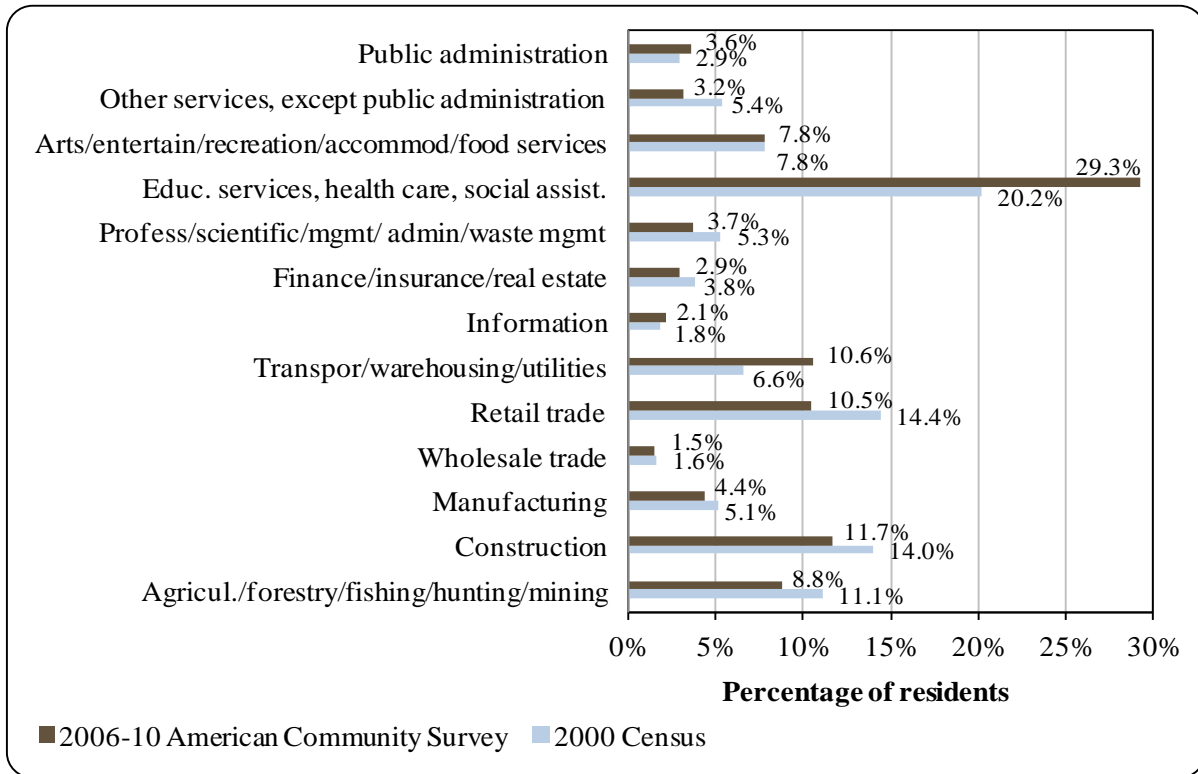 Public administration
3.6%
2.9%
Other services, except public administration
3.2%
5.4%
Arts/entertain/recreation/accommod/food services
7.8%
7.8%
Educ. services, health care, social assist.
29.3%
20.2%
Profess/scientific/mgmt/ admin/waste mgmt
3.7%
5.3%
Finance/insurance/real estate
2.9%
3.8%
Information
2.1%
1.8%
Transpor/warehousing/utilities
10.6%
6.6%
Retail trade
10.5%
14.4%
Wholesale trade
1.5%
1.6%
Manufacturing
4.4%
5.1%
Construction
11.7%
14.0%
Agricul./forestry/fishing/hunting/mining
8.8%
11.1%
0% 5% 10% 15% 20% 25% 30%
Percentage of residents
2006-10 American Community Survey 2000 Census